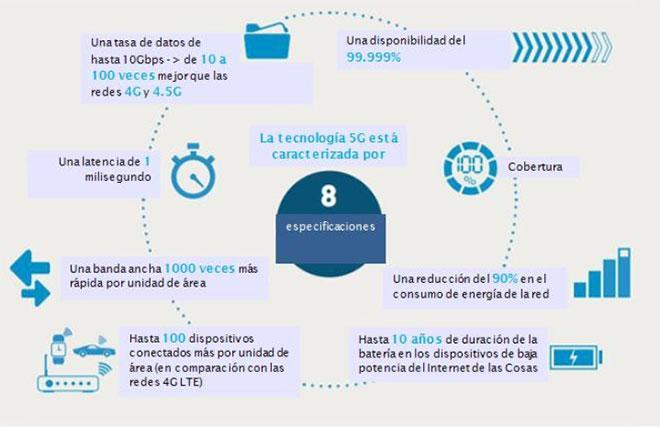 Una tasa de datos de
hasta 10Gbps -> de 10 a
100 veces mejor que las
redes 4G y 4.5G
Una disponibilidad del
99.999%
La tecnología 5G está
caracterizada por
8
especificaciones
Una latencia de 1
milisegundo
100
%
Cobertura
Una banda ancha 1000 veces más
rápida por unidad de área
Una reducción del 90% en el
consumo de energía de la red
Hasta 100 dispositivos
conectados más por unidad de
área (en comparación con las
redes 4G LTE)
Hasta 10 años de duración de la
batería en los dispositivos de baja
potencia del Internet de las Cosas